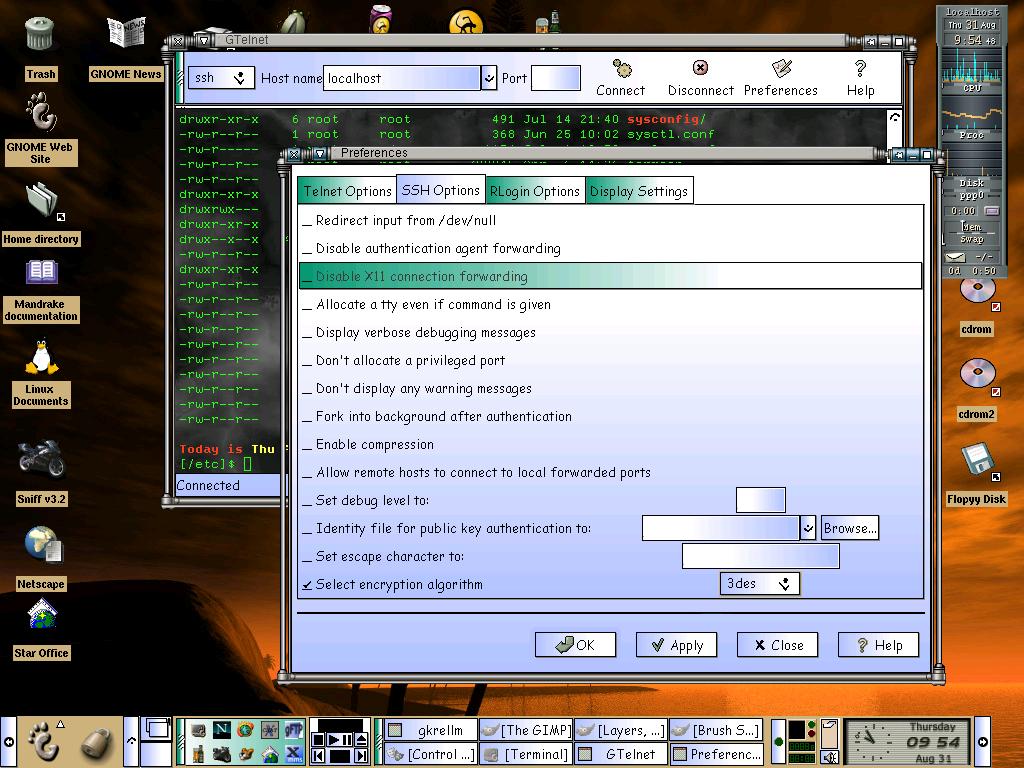 Trash
GNOME News
GNOME Web
Site
Home directory
Mandrake
documentation
Linux
Documents
Sniff v3.2
Netscape
Star Office
GTelnet
ssh
Host name
localhost
Port
Connect
Disconnect
Preferences
Help
drwxr-xr-x 6 root root 491 Jul 14 21:40 sysconfig/
-rw-r--r-- 1 root root 368 Jun 25 10:02 sysctl.conf
-rw-r-----
-rw-r--r--
-rw-r--r--
drwxr-xr-x
drwxrwx---
drwxr-xr-x
drwx--x--x
-rw-r--r--
drwxr-xr-x
-rw-r--r--
-rw-r--r--
-rw-r--r--
-rw-r--r--
-rw-r--r--
-rw-r--r--
-rw-r--r--
-rw-r--r--
-rw-r--r--
-rw-r--r--
Today is Thu
[/etc]$
Connected
Preferences
Telnet Options
SSH Options
RLogin Options
Display Settings
Redirect input from /dev/null
Disable authentication agent forwarding
Disable X11 connection forwarding
Allocate a tty even if command is given
Display verbose debugging messages
Don't allocate a privileged port
Don't display any warning messages
Fork into background after authentication
Enable compression
Allow remote hosts to connect to local forwarded ports
Set debug level to:
Identity file for public key authentication to:
Browse...
Set escape character to:
Select encryption algorithm
3des
OK
Apply
Close
Help
localhost
Thu 31 Aug
9:54 48
CPU
Proc
Disk
ppp0
0:00
Mem
Swap
-/-
0d 0:50
cdrom
cdrom2
Flopyy Disk
gkrellm
[The GIMP]
[Layers, ...]
[Brush S...]
[Control ...]
[Terminal]
GTelnet
Preferenc...
Thursday
09 54
Aug 31